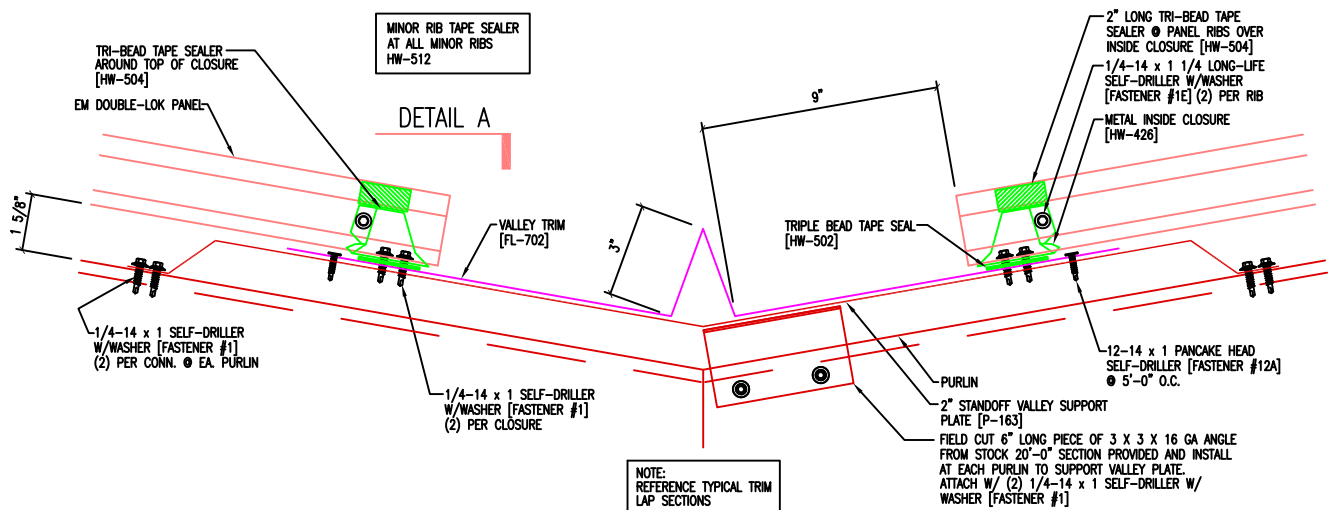 MINOR RIB TAPE SEALER
AT ALL MINOR RIBS
HW-512
TRI-BEAD TAPE SEALER
AROUND TOP OF CLOSURE
[HW-504]
EM DOUBLE-LOK PANEL
DETAIL A
1 5/8"
VALLEY TRIM
[FL-702]
3"
9"
2" LONG TRI-BEAD TAPE
SEALER @ PANEL RIBS OVER
INSIDE CLOSURE [HW-504]
1/4-14 x 1 1/4 LONG-LIFE
SELF-DRILLER W/WASHER
[FASTENER #1E] (2) PER RIB
METAL INSIDE CLOSURE
[HW-426]
TRIPLE BEAD TAPE SEAL
[HW-502]
1/4-14 x 1 SELF-DRILLER
W/WASHER [FASTENER #1]
(2) PER CONN. @ EA. PURLIN
1/4-14 x 1 SELF-DRILLER
W/WASHER [FASTENER #1]
(2) PER CLOSURE
12-14 x 1 PANCAKE HEAD
SELF-DRILLER [FASTENER #12A]
@ 5'-0" O.C.
PURLIN
2" STANDOFF VALLEY SUPPORT
PLATE [P-163]
FIELD CUT 6" LONG PIECE OF 3 X 3 X 16 GA ANGLE
FROM STOCK 20'-0" SECTION PROVIDED AND INSTALL
AT EACH PURLIN TO SUPPORT VALLEY PLATE.
ATTACH W/ (2) 1/4-14 x 1 SELF-DRILLER W/
WASHER [FASTENER #1]
NOTE:
REFERENCE TYPICAL TRIM
LAP SECTIONS